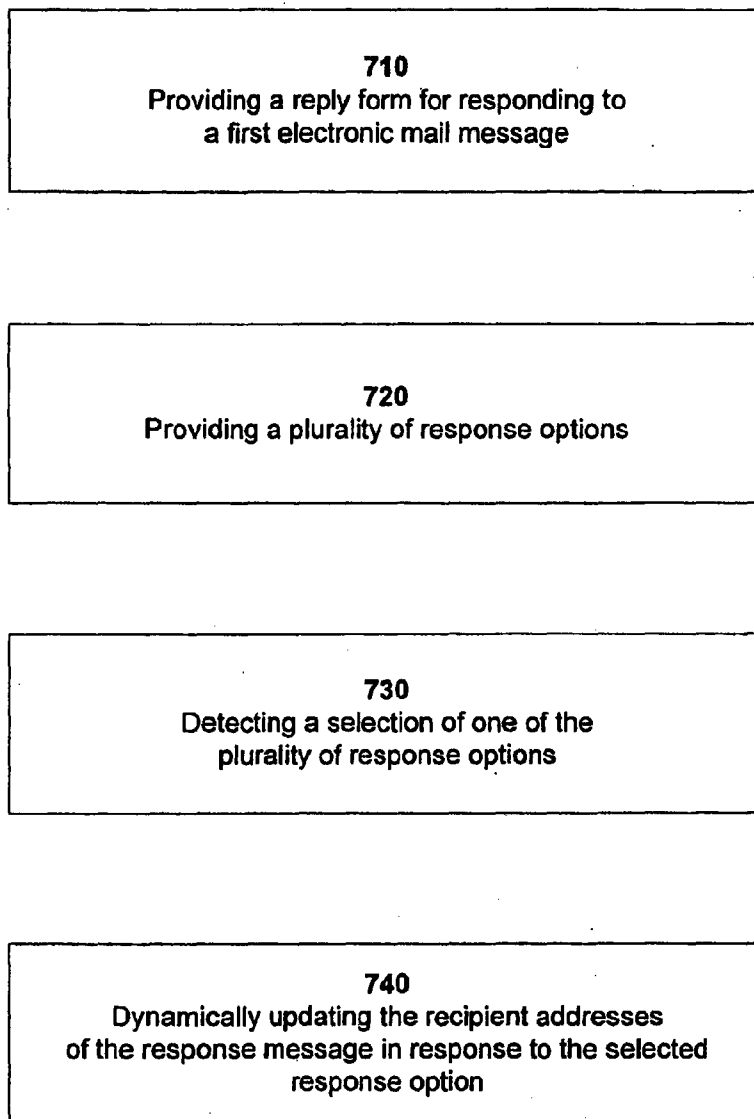 710
Providing a reply form for responding to
a first electronic mail message
720
Providing a plurality of response options
730
Detecting a selection of one of the
plurality of response options
740
Dynamically updating the recipient addresses
of the response message in response to the selected
response option